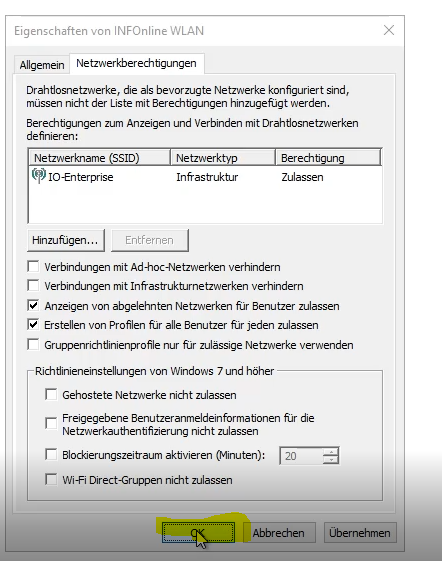 Eigenschaften von INFOnline WLAN
Allgemein Netzwerkberechtigungen
Drahtlosnetzwerke, die als bevorzugte Netzwerke konfiguriert sind,
müssen nicht der Liste mit Berechtigungen hinzugefügt werden.
Berechtigungen zum Anzeigen und Verbinden mit Drahtlosnetzwerken
definieren:
Netzwerkname (SSID) Netzwerktyp Berechtigung
IO-Enterprise Infrastruktur Zulassen
Hinzufügen... Entfernen
Verbindungen mit Ad-hoc-Netzwerken verhindern
Verbindungen mit Infrastrukturnetzwerken verhindern
Anzeigen von abgelehnten Netzwerken für Benutzer zulassen
Erstellen von Profilen für alle Benutzer für jeden zulassen
Gruppenrichtlinienprofile nur für zulässige Netzwerke verwenden
Richtlinieneinstellungen von Windows 7 und höher
Gehostete Netzwerke nicht zulassen
Freigegebene Benutzeranmeldeinformationen für die
Netzwerkauthentifizierung nicht zulassen
Blockierungszeitraum aktivieren (Minuten): 20
Wi-Fi Direct-Gruppen nicht zulassen
OK Abbrechen Übernehmen